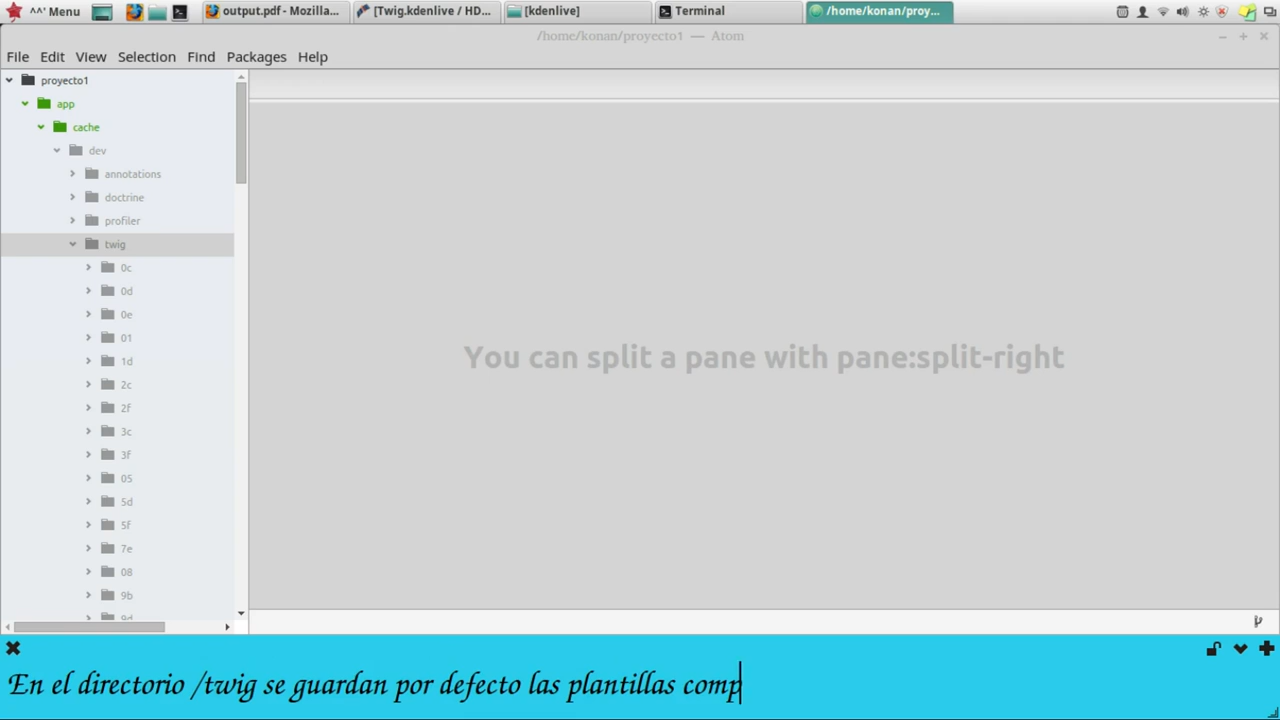 ^^' Menu
output.pdf - Mozilla...
[Twig.kdenlive / HD...
[kdenlive]
Terminal
/home/konan/proy...
/home/konan/proyecto1 — Atom
File Edit View Selection Find Packages Help
proyecto1
app
cache
dev
annotations
doctrine
profiler
twig
0c
0d
0e
01
1d
2c
2f
3c
3f
05
5d
5f
7e
08
9b
9d
You can split a pane with pane:split-right
En el directorio /twig se guardan por defecto las plantillas comp